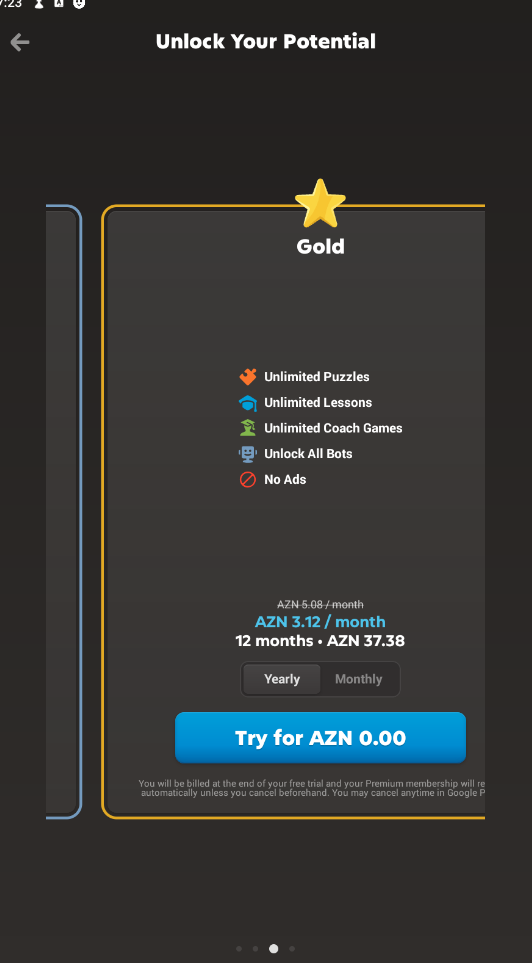 7:23
Unlock Your Potential
Gold
Unlimited Puzzles
Unlimited Lessons
Unlimited Coach Games
Unlock All Bots
No Ads
AZN 5.08 / month
AZN 3.12 / month
12 months • AZN 37.38
Yearly Monthly
Try for AZN 0.00
You will be billed at the end of your free trial and your Premium membership will re
automatically unless you cancel beforehand. You may cancel anytime in Google P